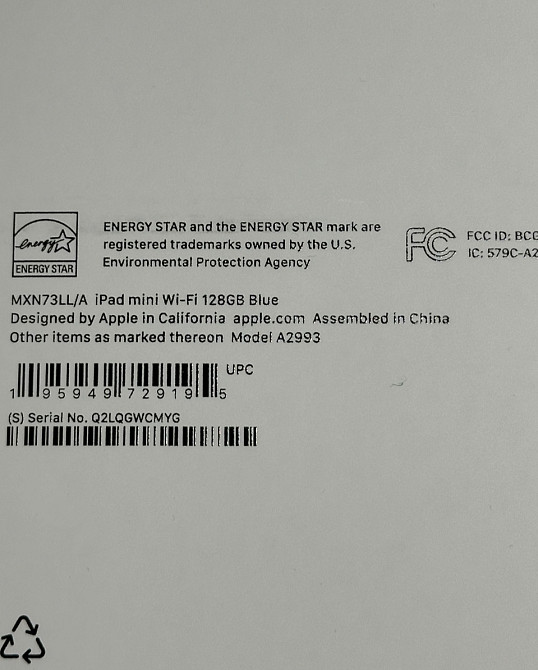 energy
ENERGY STAR
ENERGY STAR and the ENERGY STAR mark are
registered trademarks owned by the U.S.
Environmental Protection Agency
FC
FCC ID: BCG
IC: 579C-A2
MXN73LL/A iPad mini Wi-Fi 128GB Blue
Designed by Apple in California apple.com Assembled in China
Other items as marked thereon Model A2993
UPC
1 95949 72919 5
(S) Serial No. Q2LQGWCMYG